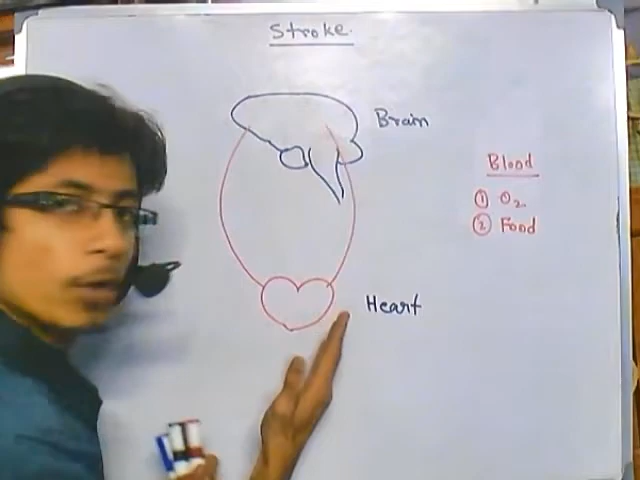 Stroke.
Brain
Blood
① O₂
② Food
Heart